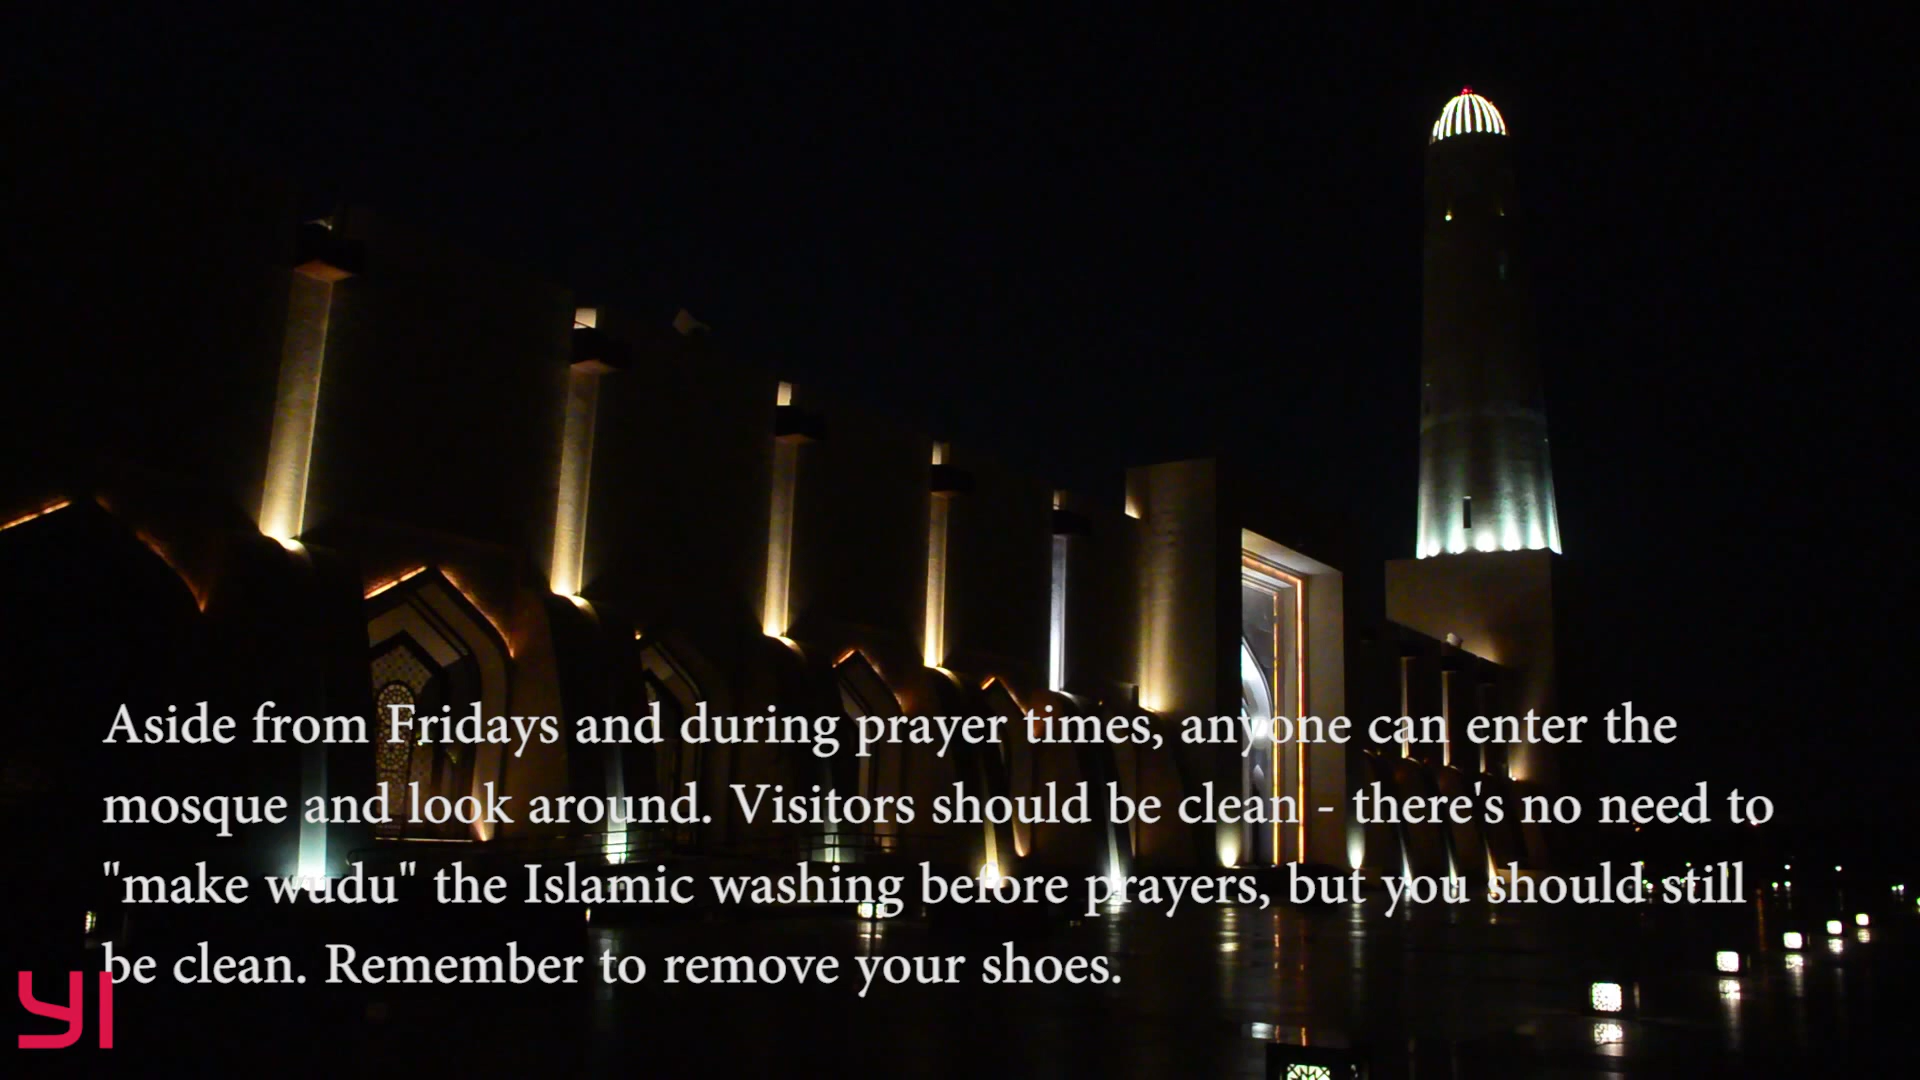 Aside from Fridays and during prayer times, anyone can enter the
mosque and look around. Visitors should be clean - there's no need to
"make wudu" the Islamic washing before prayers, but you should still
be clean. Remember to remove your shoes.
YI